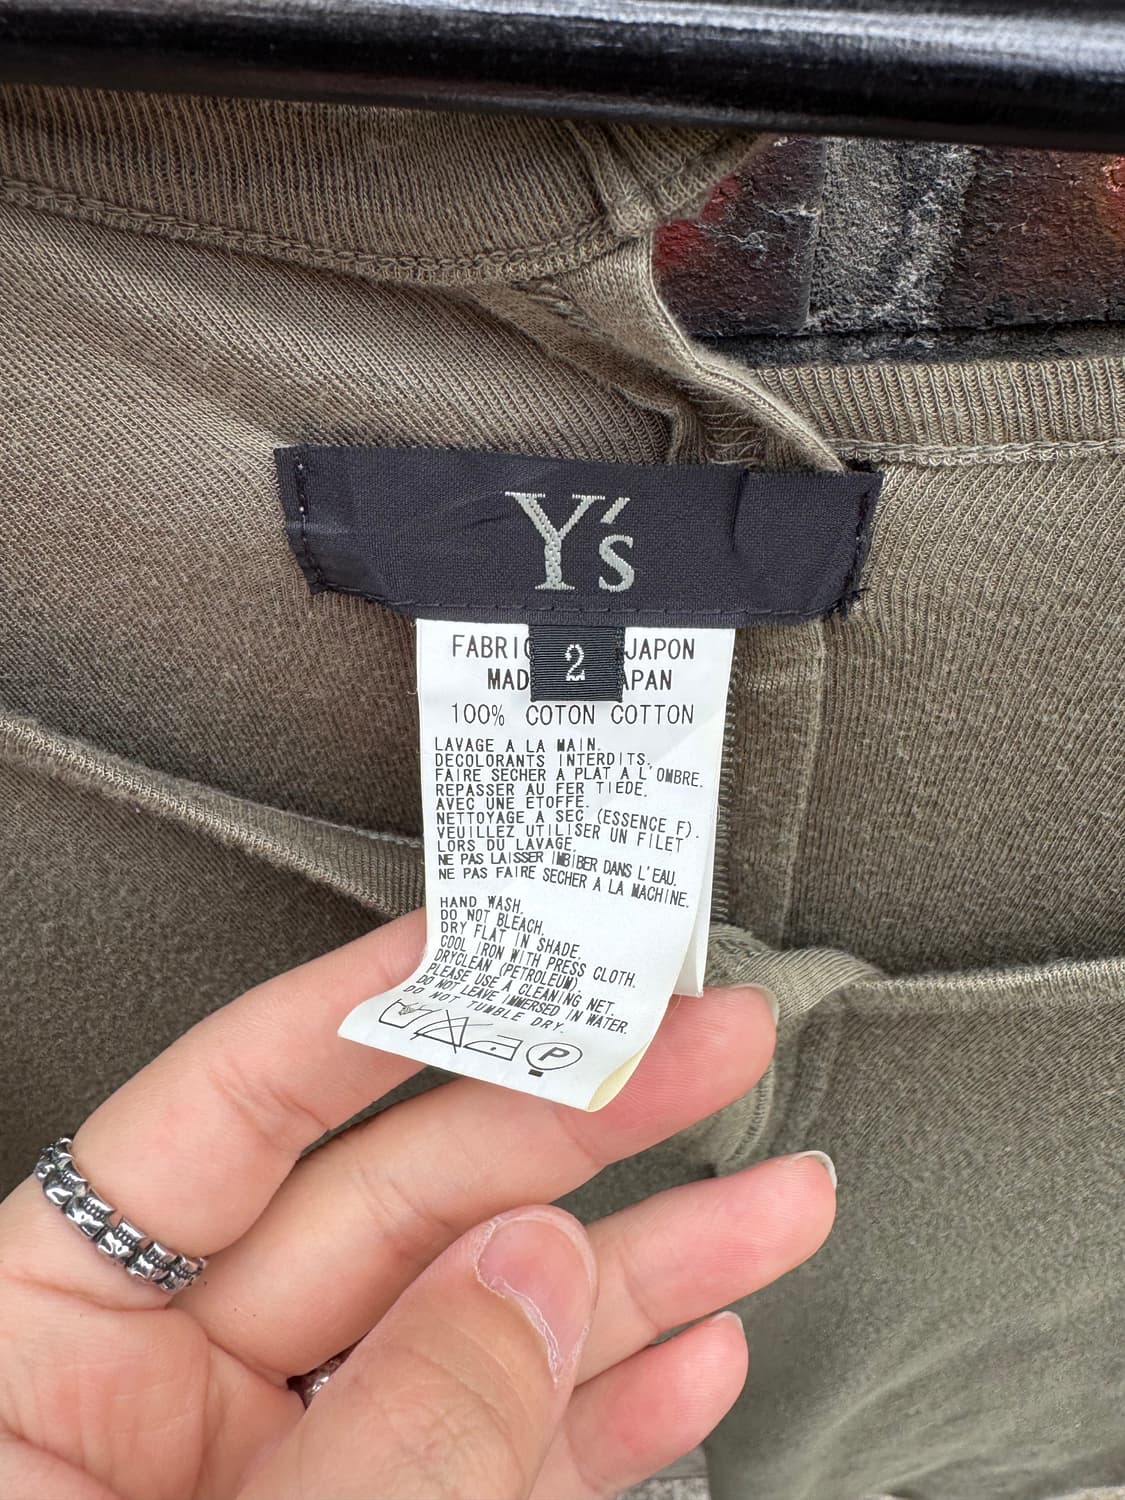 Y's
2
FABRIC JAPON
MAD APAN
100% COTON COTTON
LAVAGE A LA MAIN.
DECOLORANTS INTERDITS.
FAIRE SECHER A PLAT A L'OMBRE.
REPASSER AU FER TIEDE.
AVEC UNE ETOFFE.
NETTOYAGE A SEC (ESSENCE F).
VEUILLEZ UTILISER UN FILET
LORS DU LAVAGE.
NE PAS LAISSER IMBIBER DANS L'EAU.
NE PAS FAIRE SECHER A LA MACHINE.
HAND WASH.
DO NOT BLEACH.
DRY FLAT IN SHADE.
COOL IRON WITH PRESS CLOTH.
DRYCLEAN (PETROLEUM)
PLEASE USE A CLEANING NET.
DO NOT LEAVE IMMERSED IN WATER.
DO NOT TUMBLE DRY.
P